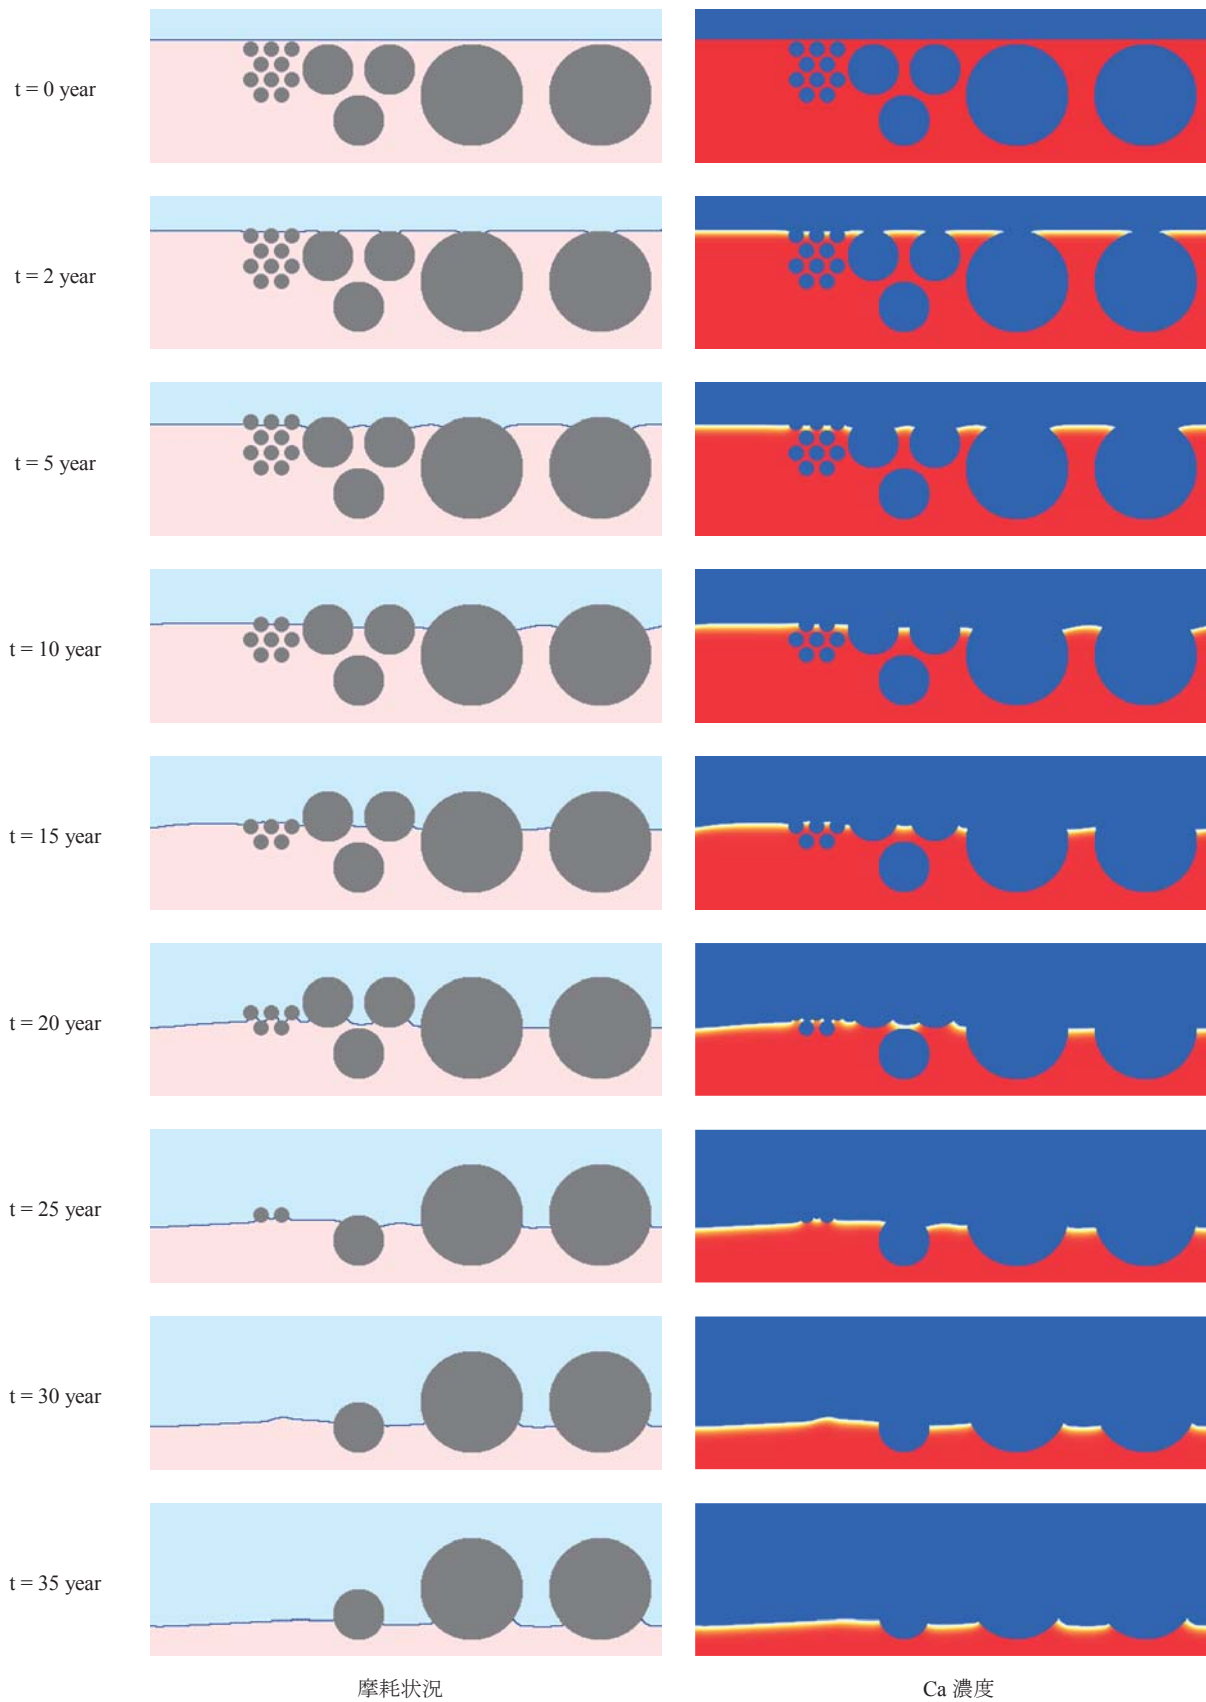 t = 0 year
t = 2 year
t = 5 year
t = 10 year
t = 15 year
t = 20 year
t = 25 year
t = 30 year
t = 35 year
摩耗状況
Ca 濃度